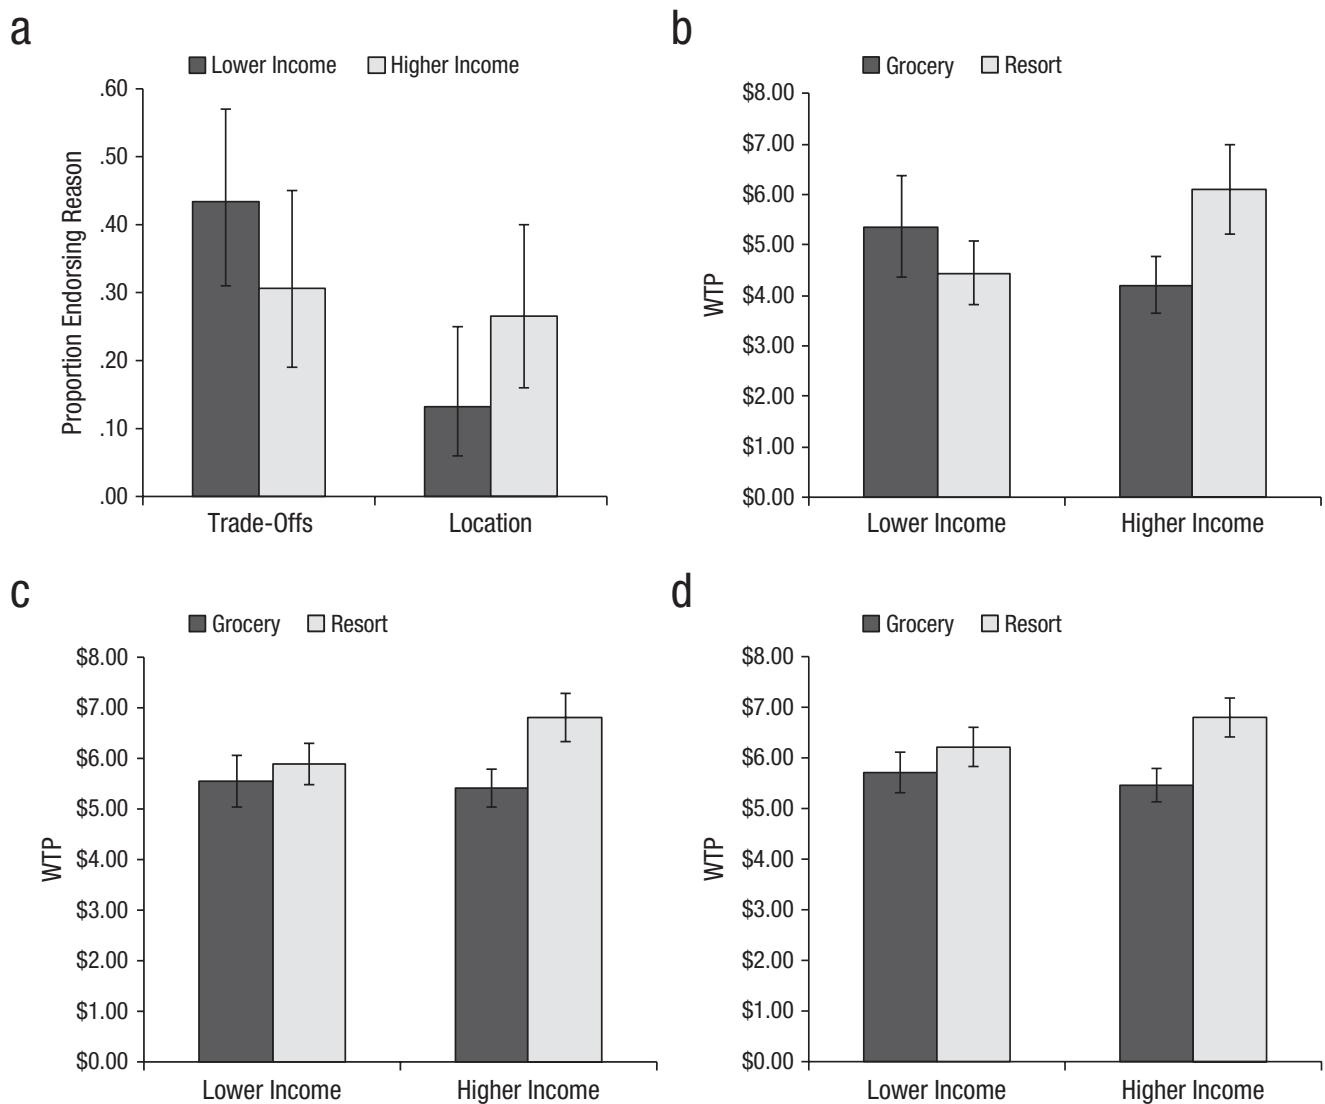 a
Lower Income Higher Income
.60
.50
.40
.30
.20
.10
.00
Proportion Endorsing Reason
Trade-Offs Location
b
Grocery Resort
$8.00
$7.00
$6.00
$5.00
$4.00
$3.00
$2.00
$1.00
$0.00
WTP
Lower Income Higher Income
c
Grocery Resort
$8.00
$7.00
$6.00
$5.00
$4.00
$3.00
$2.00
$1.00
$0.00
WTP
Lower Income Higher Income
d
Grocery Resort
$8.00
$7.00
$6.00
$5.00
$4.00
$3.00
$2.00
$1.00
$0.00
WTP
Lower Income Higher Income